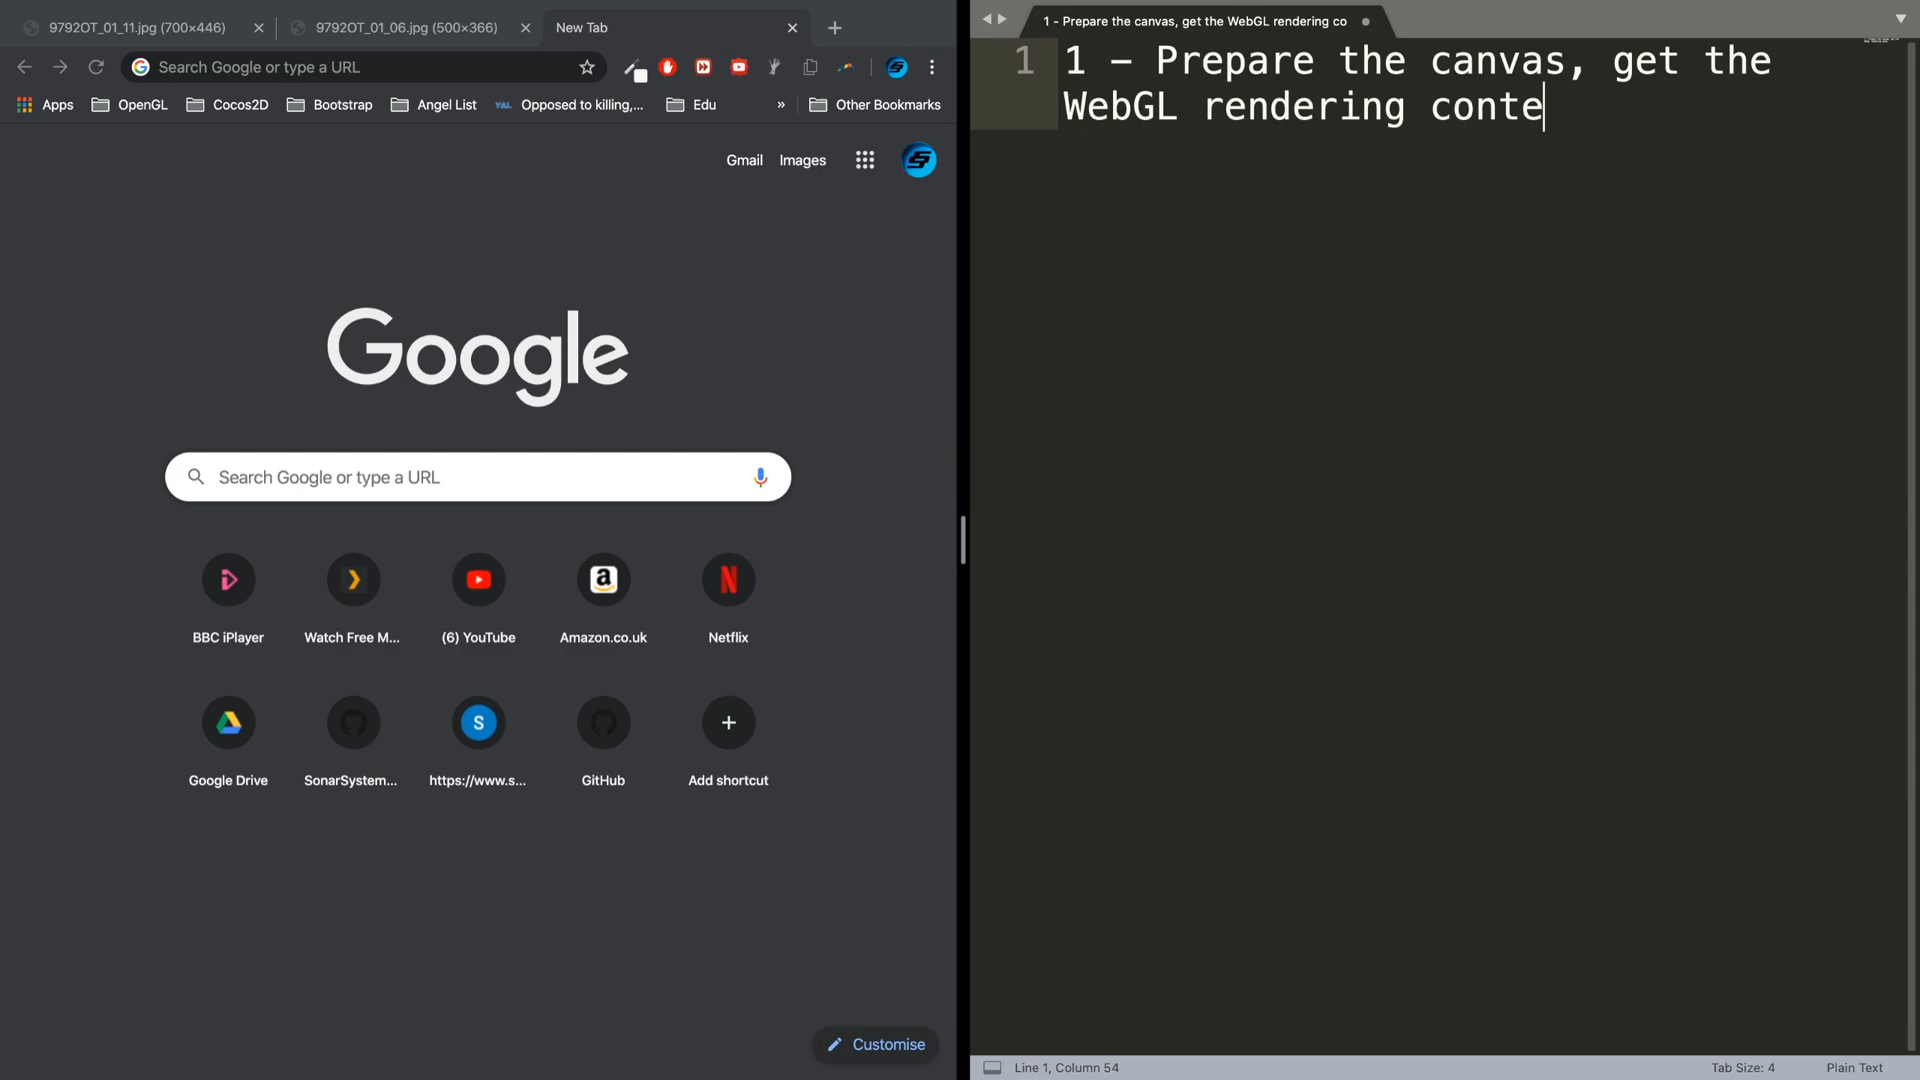 9792OT_01_11.jpg (700×446)
9792OT_01_06.jpg (500×366)
New Tab
Search Google or type a URL
Apps
OpenGL
Cocos2D
Bootstrap
Angel List
YAL
Opposed to killing,...
Edu
»
Other Bookmarks
Gmail
Images
Google
Search Google or type a URL
BBC iPlayer
Watch Free M...
(6) YouTube
Amazon.co.uk
Netflix
Google Drive
SonarSystem...
S
https://www.s...
GitHub
Add shortcut
Customise
1 - Prepare the canvas, get the WebGL rendering co
1 1 – Prepare the canvas, get the
WebGL rendering conte
Line 1, Column 54
Tab Size: 4
Plain Text